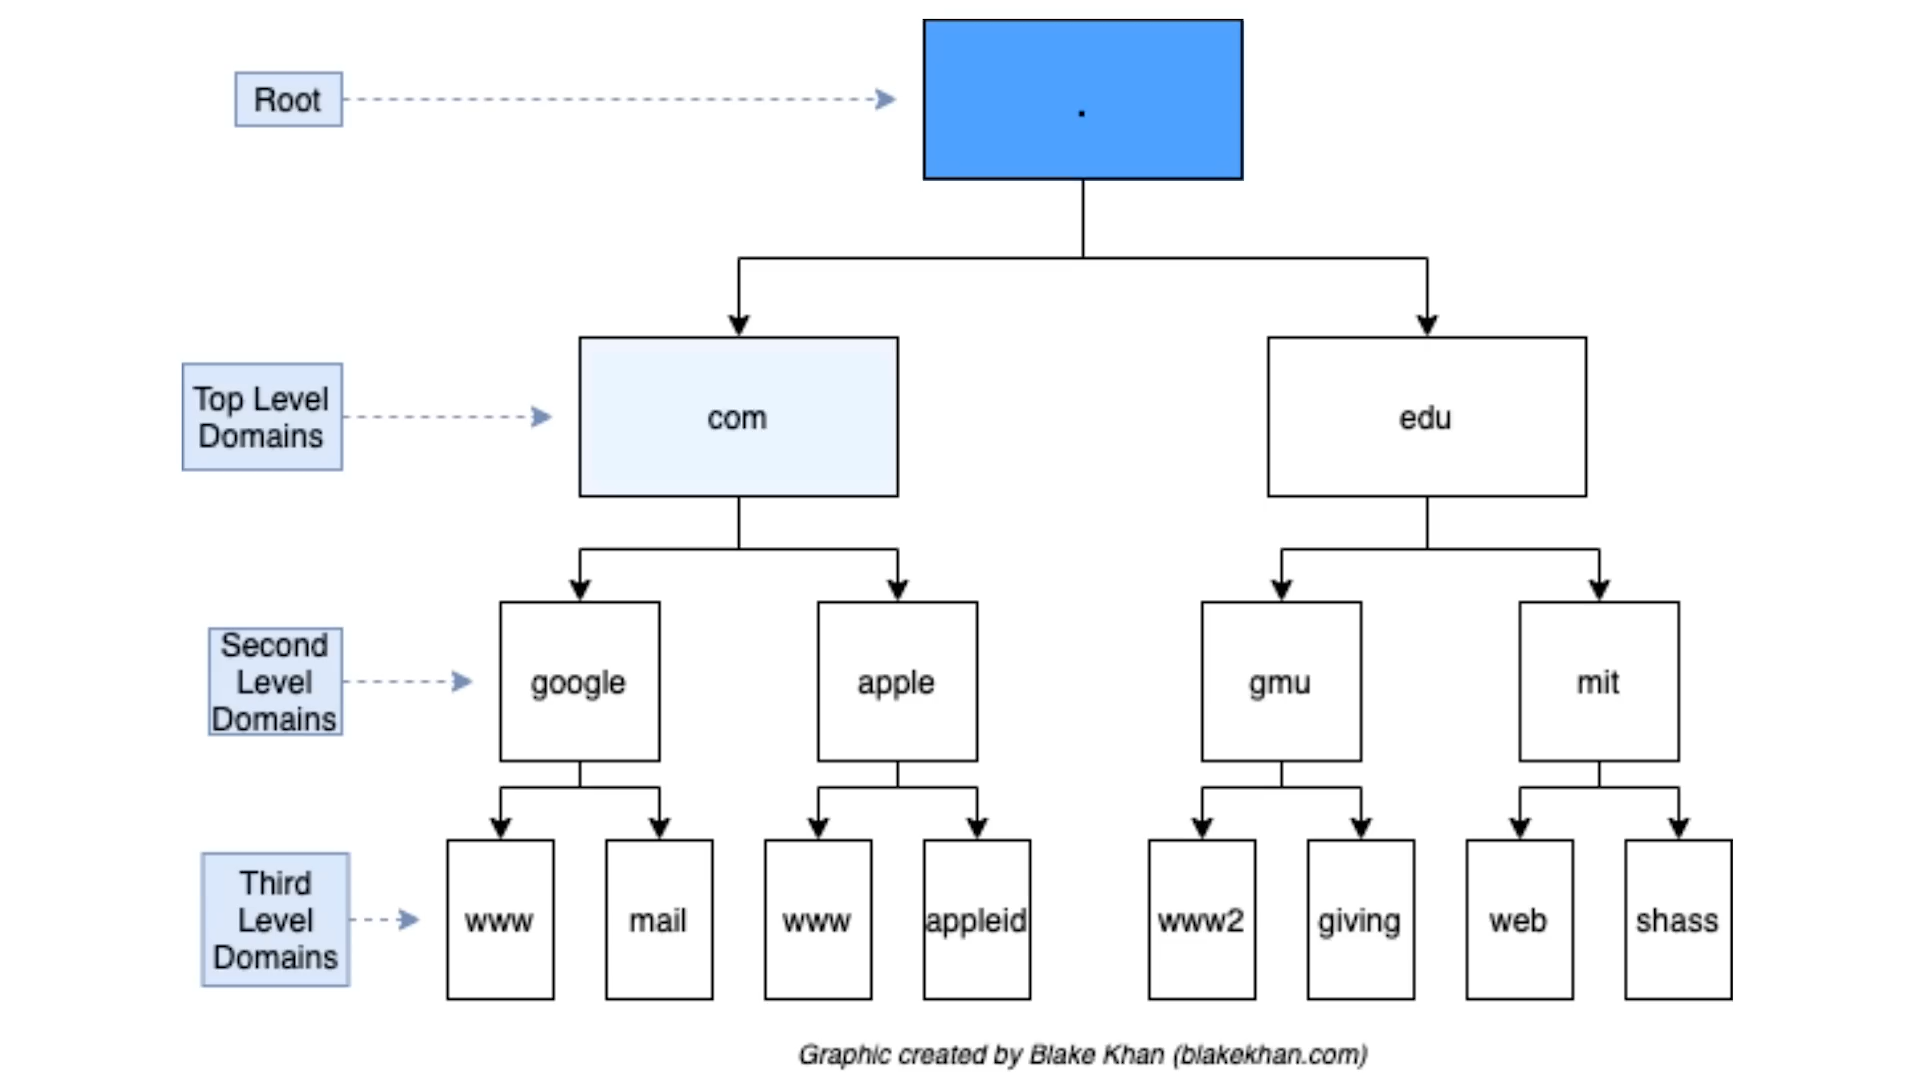 Root
.
Top Level
Domains
com
edu
Second
Level
Domains
google
apple
gmu
mit
Third
Level
Domains
www
mail
www
appleid
www2
giving
web
shass
Graphic created by Blake Khan (blakekhan.com)